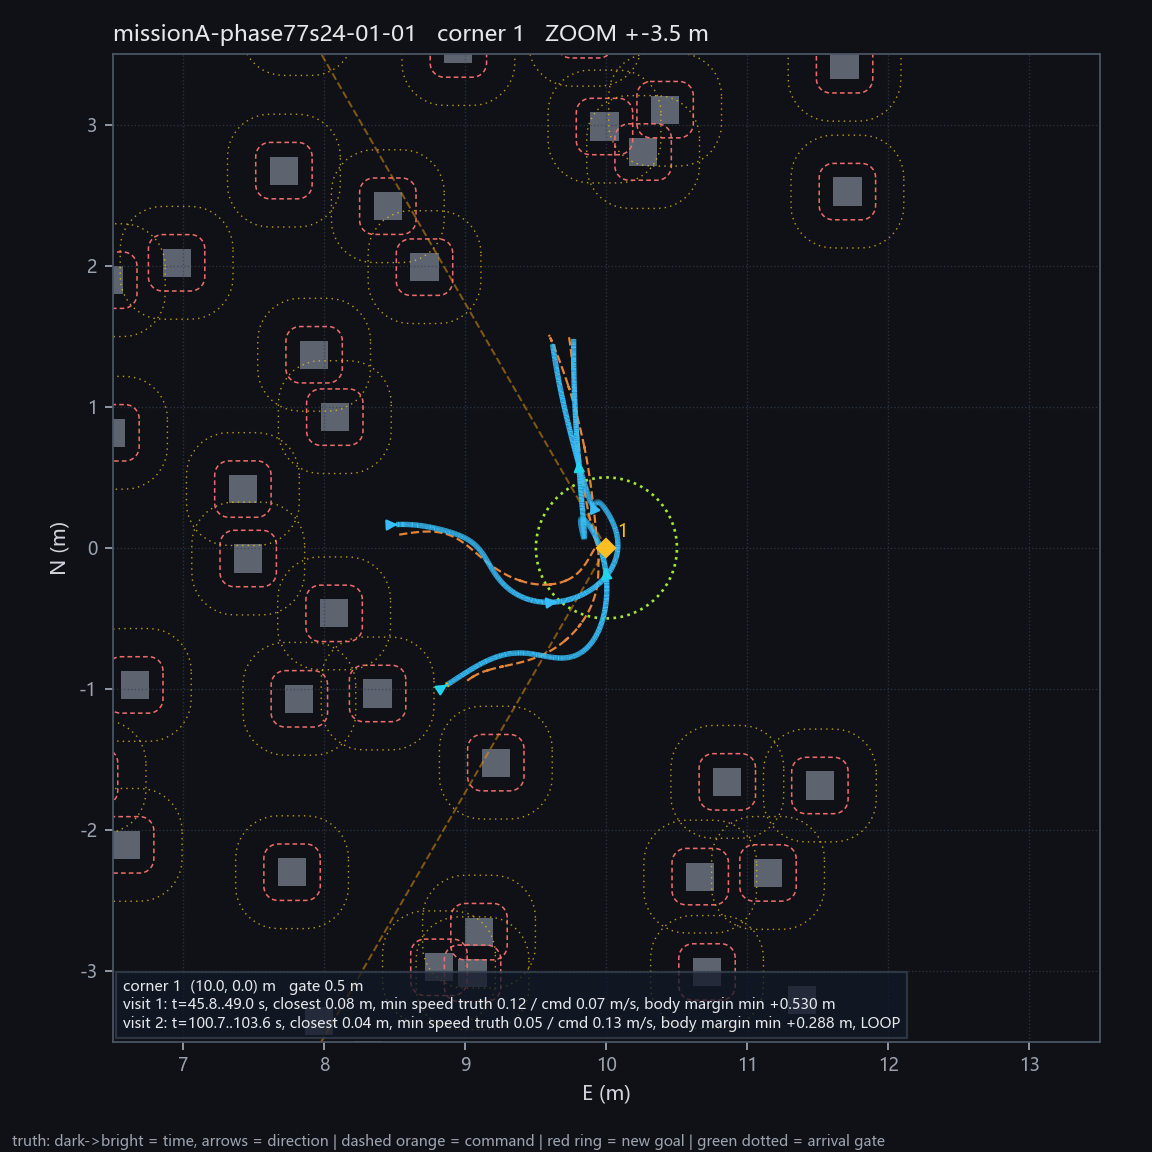 missionA-phase77s24-01-01   corner 1   ZOOM +-3.5 m
3
2
1
0
-1
-2
-3
N (m)
1
corner 1  (10.0, 0.0) m   gate 0.5 m
visit 1: t=45.8..49.0 s, closest 0.08 m, min speed truth 0.12 / cmd 0.07 m/s, body margin min +0.530 m
visit 2: t=100.7..103.6 s, closest 0.04 m, min speed truth 0.05 / cmd 0.13 m/s, body margin min +0.288 m, LOOP
7
8
9
10
11
12
13
E (m)
truth: dark->bright = time, arrows = direction | dashed orange = command | red ring = new goal | green dotted = arrival gate